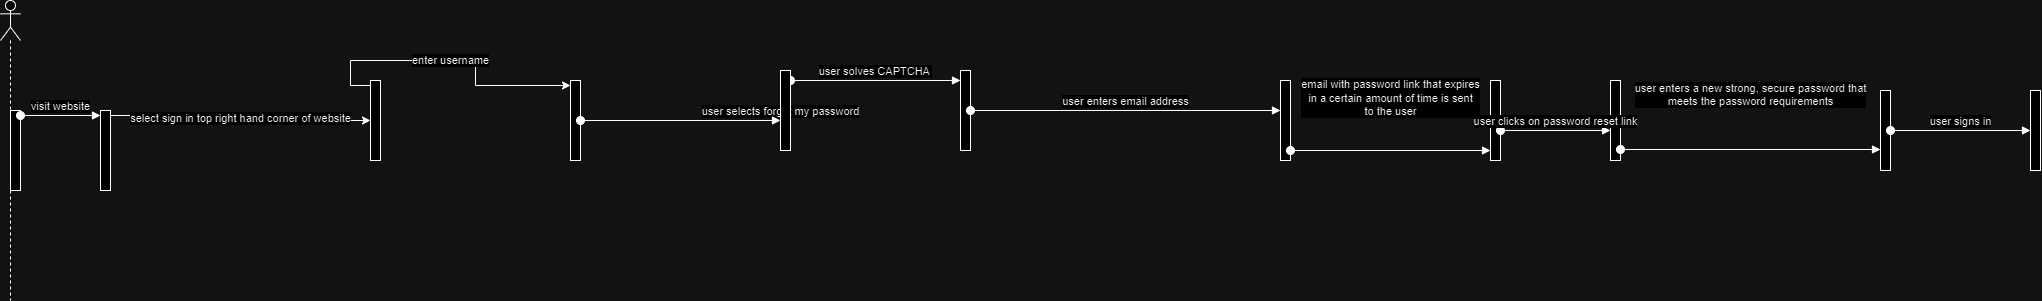 visit website
select sign in top right hand corner of website
enter username
user selects forg my password
user solves CAPTCHA
user enters email address
email with password link that expires
in a certain amount of time is sent
to the user
user clicks on password reset link
user enters a new strong, secure password that
meets the password requirements
user signs in